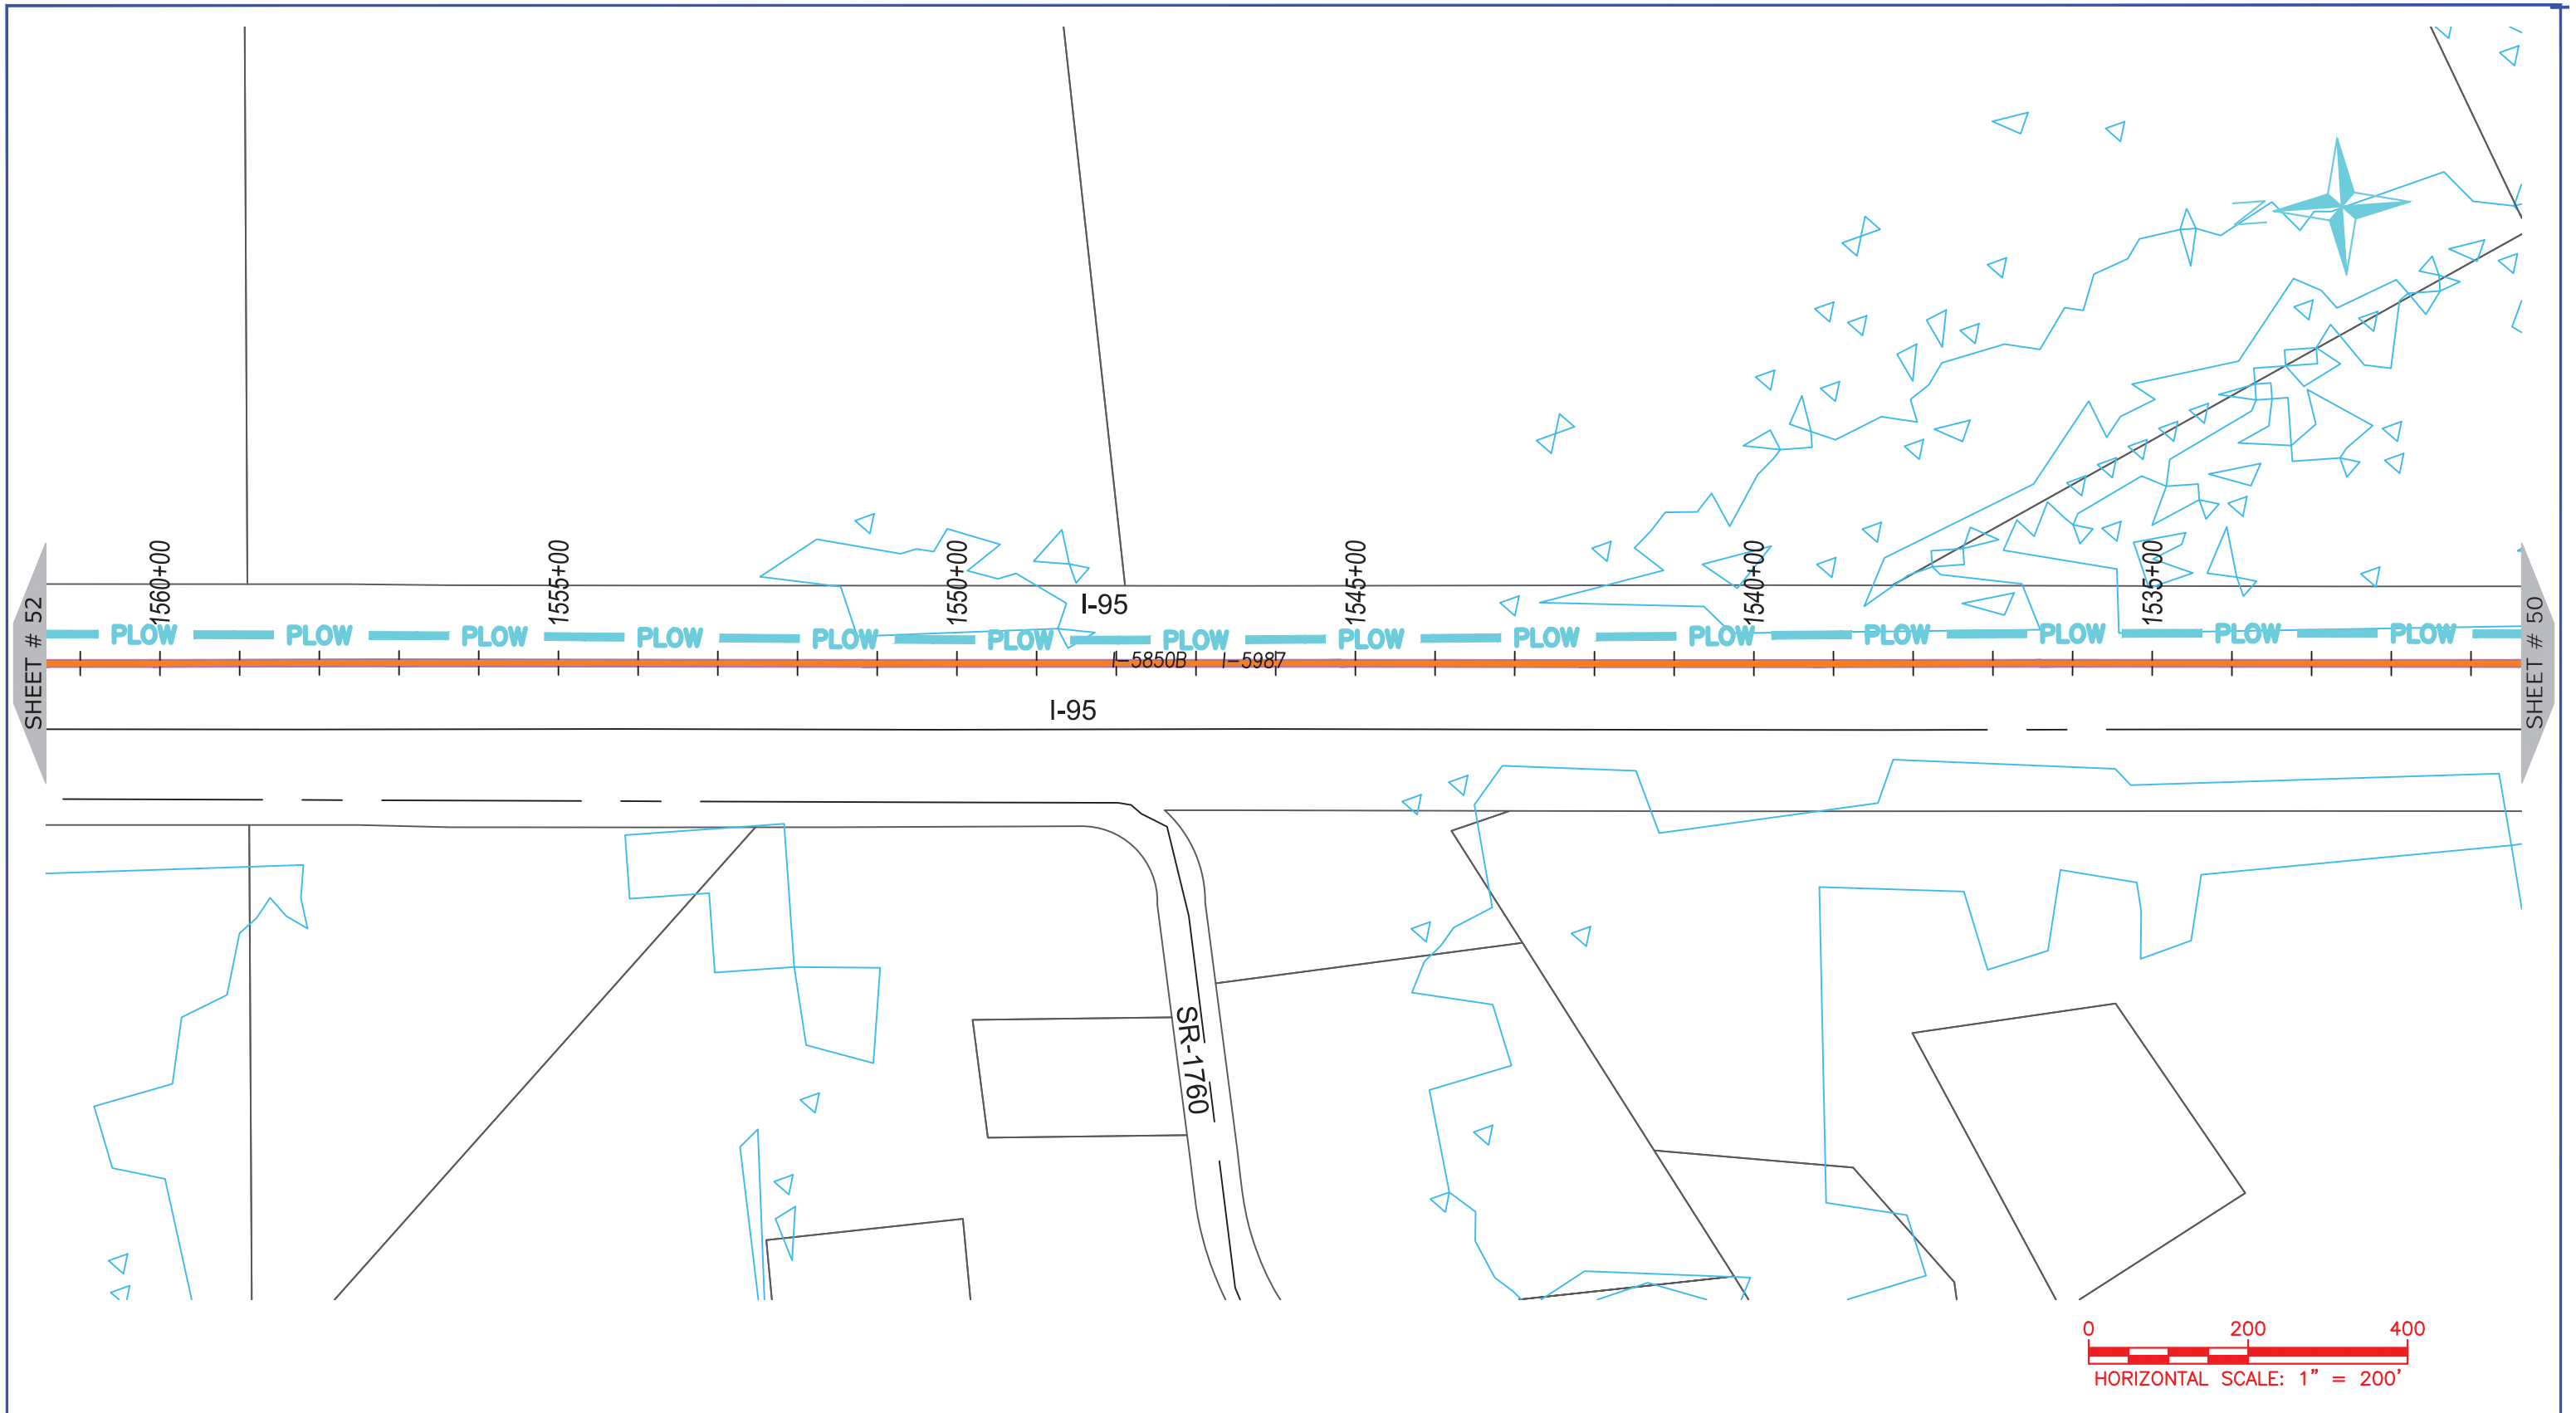 1560+00
1555+00
1550+00
1545+00
1540+00
1535+00
I-95
SHEET # 52
SHEET # 50
PLOW PLOW PLOW PLOW PLOW PLOW PLOW PLOW PLOW PLOW PLOW PLOW PLOW PLOW
I-5850B I-5987
I-95
SR-1760
0 200 400
HORIZONTAL SCALE: 1" = 200'